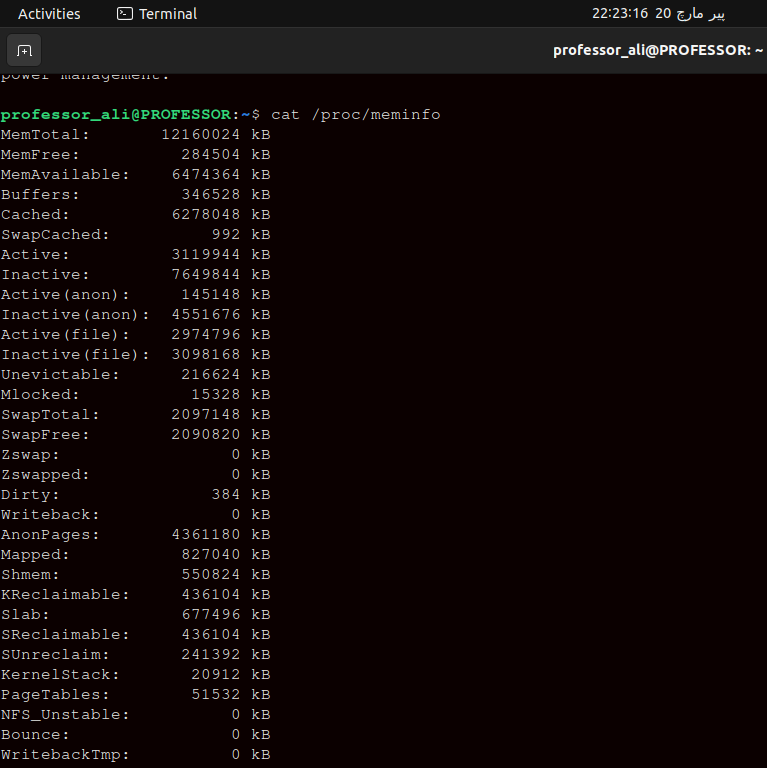 Activities Terminal 22:23:16 20 پیر مارچ
professor_ali@PROFESSOR: ~
power management:
professor_ali@PROFESSOR:~$ cat /proc/meminfo
MemTotal: 12160024 kB
MemFree: 284504 kB
MemAvailable: 6474364 kB
Buffers: 346528 kB
Cached: 6278048 kB
SwapCached: 992 kB
Active: 3119944 kB
Inactive: 7649844 kB
Active(anon): 145148 kB
Inactive(anon): 4551676 kB
Active(file): 2974796 kB
Inactive(file): 3098168 kB
Unevictable: 216624 kB
Mlocked: 15328 kB
SwapTotal: 2097148 kB
SwapFree: 2090820 kB
Zswap: 0 kB
Zswapped: 0 kB
Dirty: 384 kB
Writeback: 0 kB
AnonPages: 4361180 kB
Mapped: 827040 kB
Shmem: 550824 kB
KReclaimable: 436104 kB
Slab: 677496 kB
SReclaimable: 436104 kB
SUnreclaim: 241392 kB
KernelStack: 20912 kB
PageTables: 51532 kB
NFS_Unstable: 0 kB
Bounce: 0 kB
WritebackTmp: 0 kB